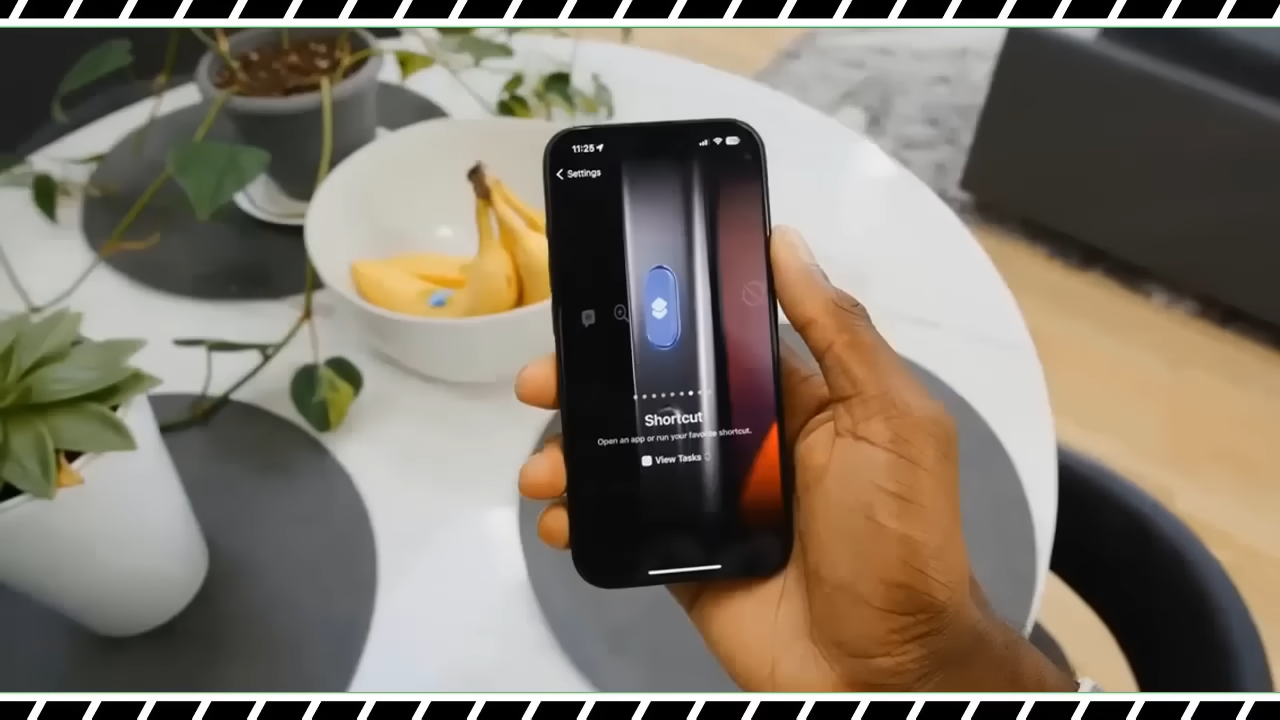 11:25
Settings
Shortcut
Open an app or run your favorite shortcut.
View Tasks